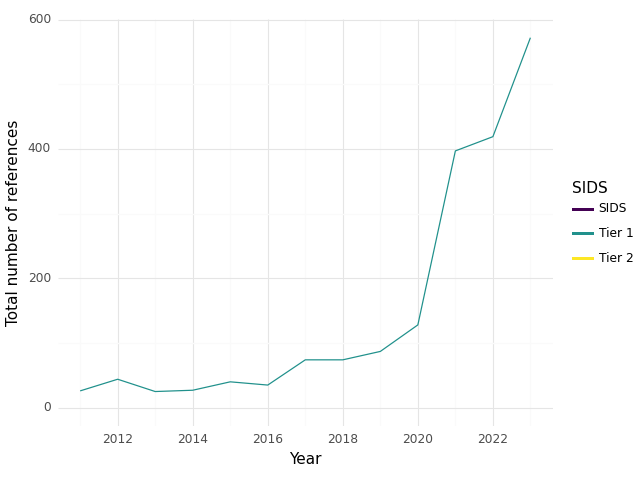 600
400
200
0
Total number of references
2012 2014 2016 2018 2020 2022
Year
SIDS
SIDS
Tier 1
Tier 2